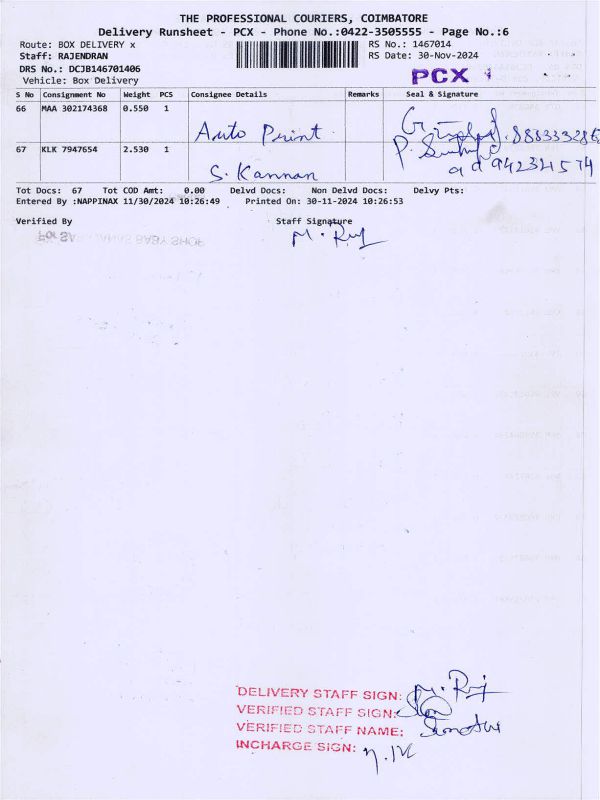 THE PROFESSIONAL COURIERS, COIMBATORE
Delivery Runsheet - PCX - Phone No.:0422-3505555 - Page No.:6
Route: BOX DELIVERY x RS No.: 1467014
Staff: RAJENDRAN RS Date: 30-Nov-2024
DRS No.: DCJB146701406 PCX
Vehicle: Box Delivery
S No Consignment No Weight PCS Consignee Details Remarks Seal & Signature
66 MAA 302174368 0.550 1
Auto Print
67 KLK 7947654 2.530 1
S. Kannan 942341574
Tot Docs: 67 Tot COD Amt: 0.00 Delvd Docs: Non Delvd Docs: Delvy Pts:
Entered By :NAPPINAX 11/30/2024 10:26:49 Printed On: 30-11-2024 10:26:53
Verified By Staff Signature
DELIVERY STAFF SIGN:
VERIFIED STAFF SIGN:
VERIFIED STAFF NAME:
INCHARGE SIGN: